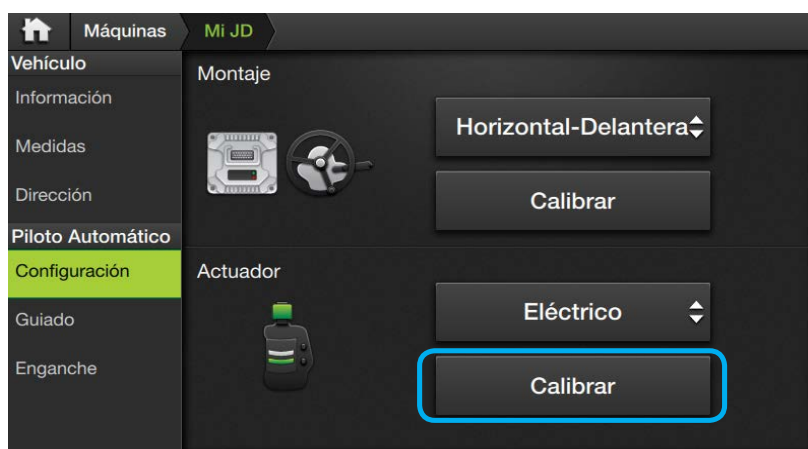 Máquinas
Mi JD
Vehículo
Información
Medidas
Dirección
Piloto Automático
Configuración
Guiado
Enganche
Montaje
Horizontal-Delantera
Calibrar
Actuador
Eléctrico
Calibrar